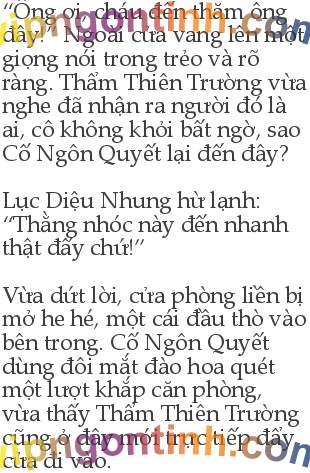 “Ông ơi, cháu đến thăm ông
đây!” Ngoài cửa vang lên một
giọng nói trong trẻo và rõ
ràng. Thẩm Thiên Trường vừa
nghe đã nhận ra người đó là
ai, cô không khỏi bất ngờ, sao
Cố Ngôn Quyết lại đến đây?
Lục Diệu Nhung hừ lạnh:
“Thằng nhóc này đến nhanh
thật đấy chứ!”
Vừa dứt lời, cửa phòng liền bị
mở he hé, một cái đầu thò vào
bên trong. Cố Ngôn Quyết
dùng đôi mắt đào hoa quét
một lượt khắp căn phòng,
vừa thấy Thẩm Thiên Trường
cũng ở đây mới trực tiếp đẩy
cửa đi vào.
vipngontinh.com
vipngontinh.com